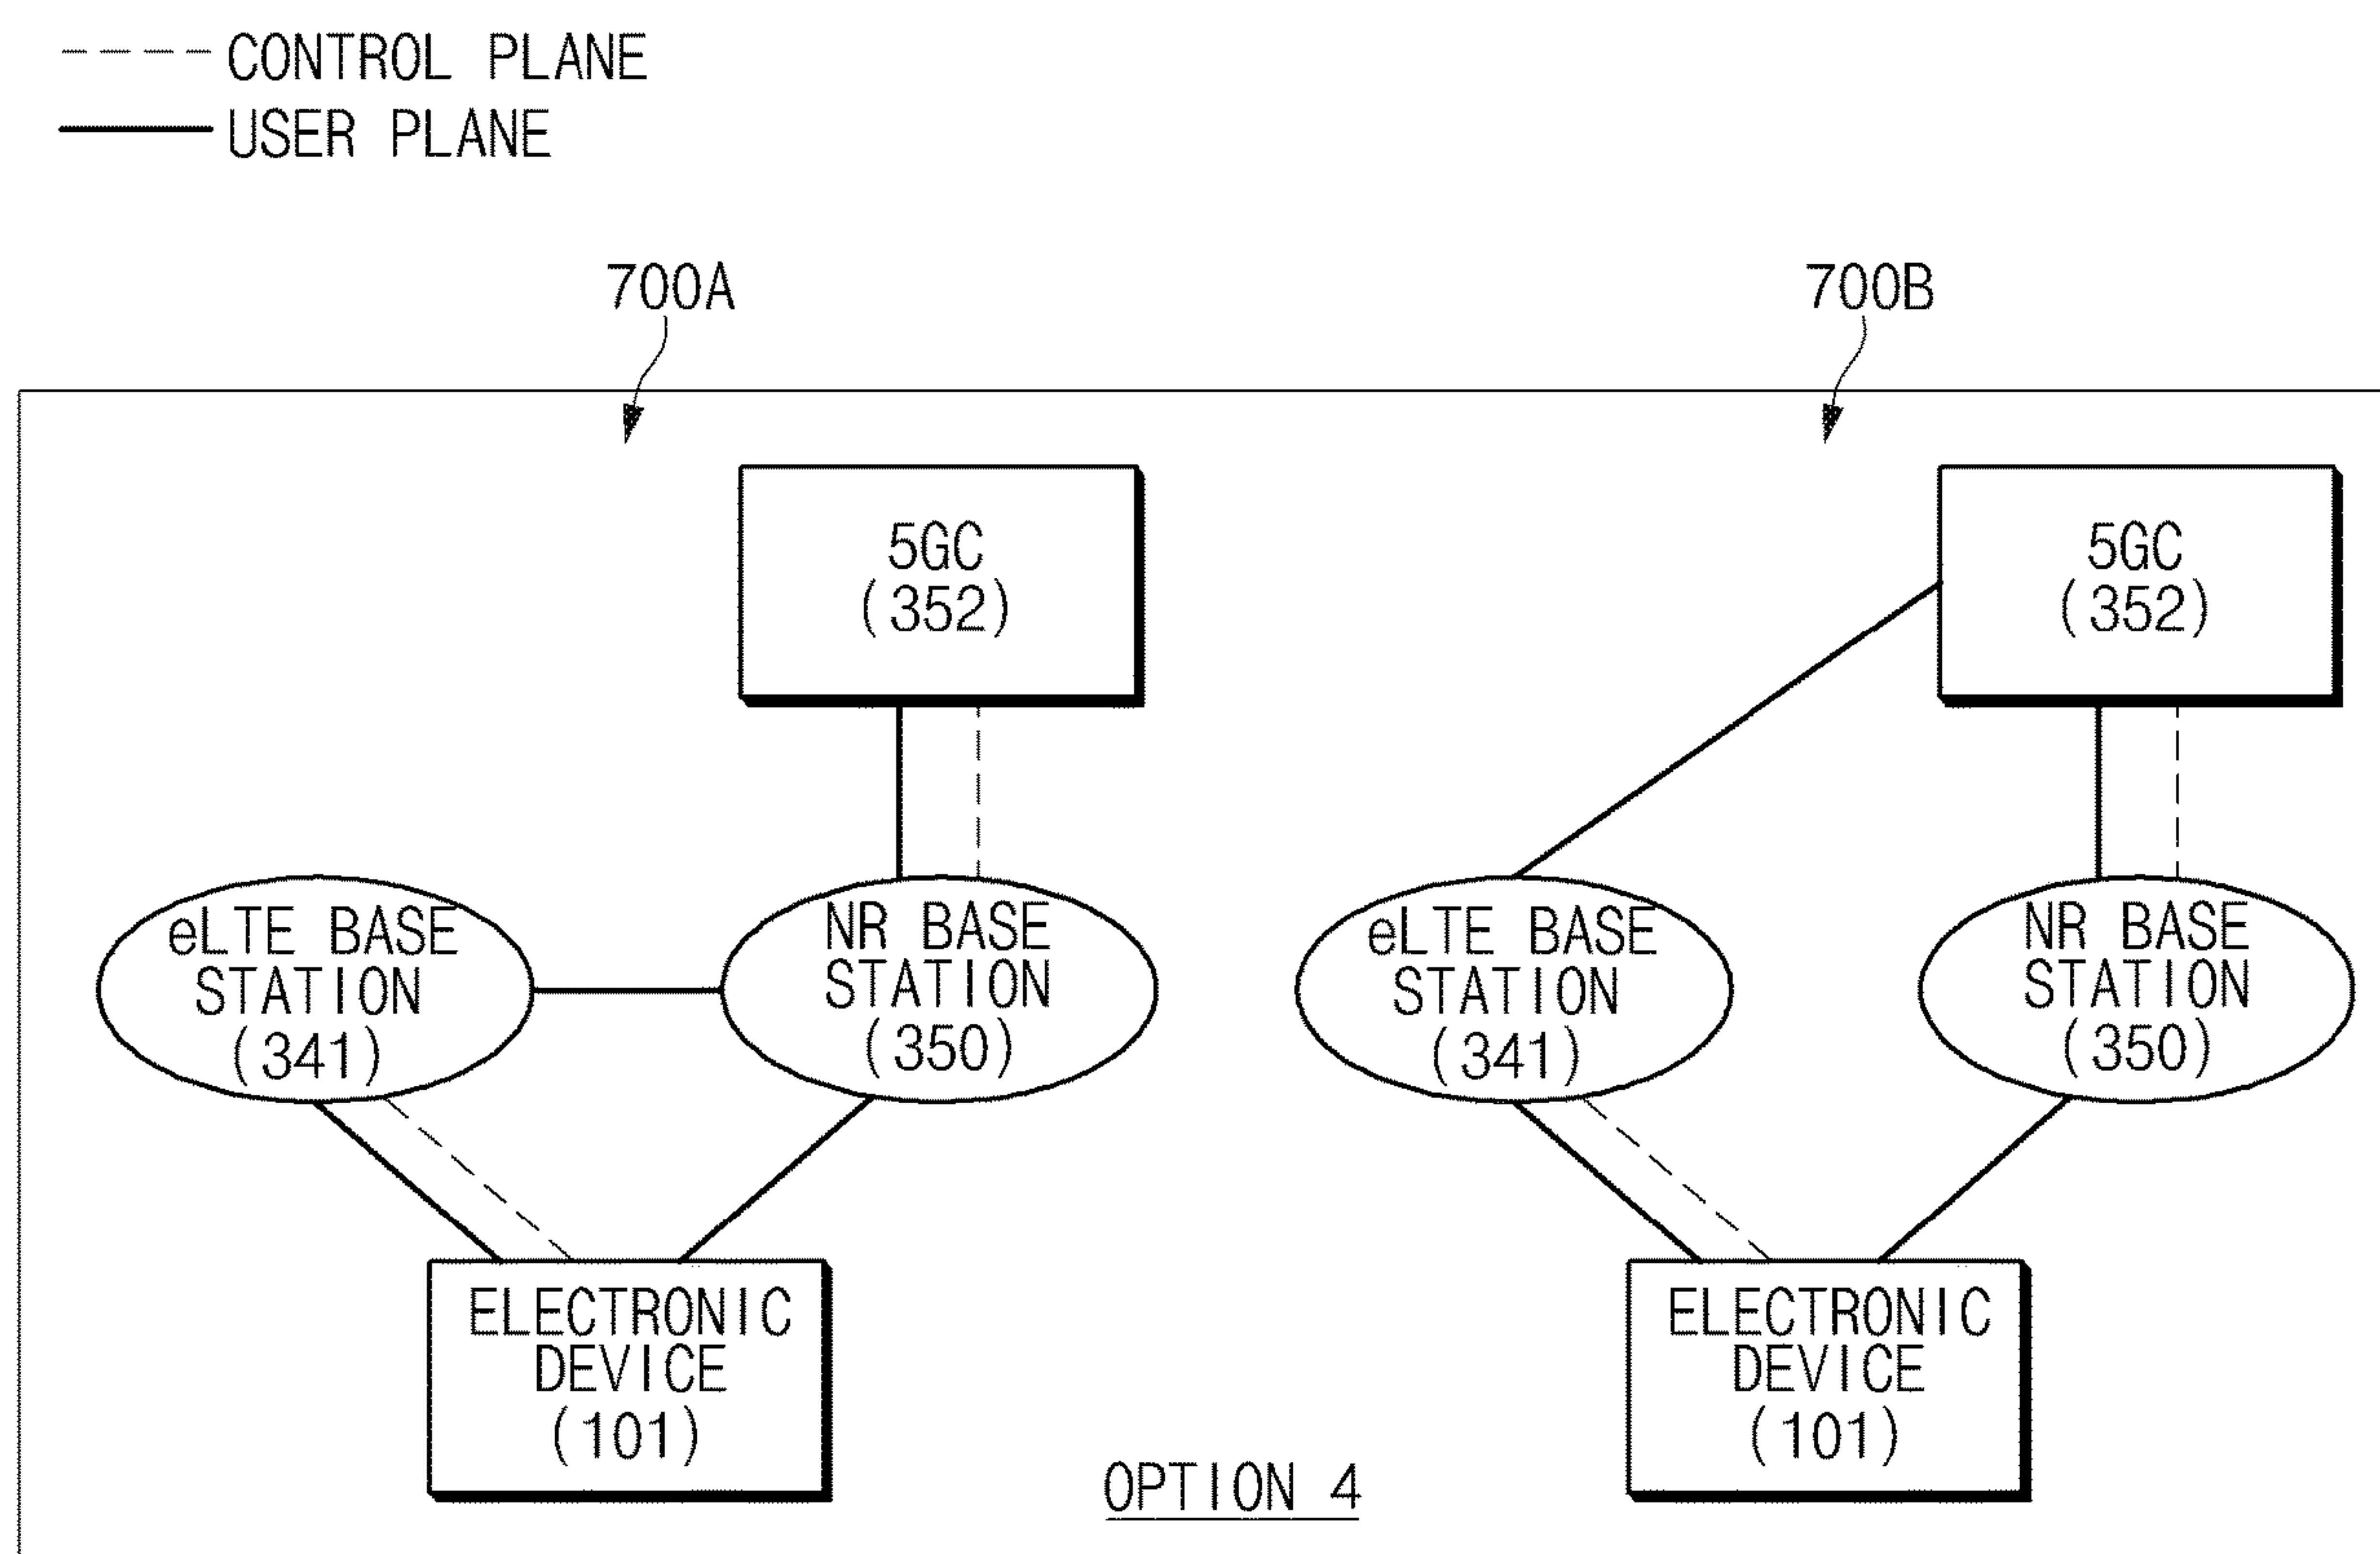 CONTROL PLANE
USER PLANE
700A
700B
5GC
(352)
5GC
(352)
eLTE BASE
STATION
(341)
NR BASE
STATION
(350)
eLTE BASE
STATION
(341)
NR BASE
STATION
(350)
ELECTRONIC
DEVICE
(101)
ELECTRONIC
DEVICE
(101)
OPTION 4